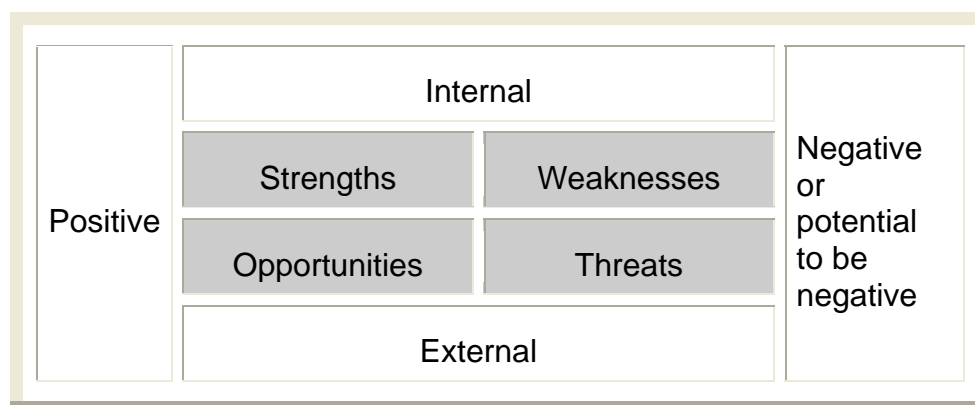 Internal
Strengths
Weaknesses
Positive
Opportunities
Threats
External
Negative
or
potential
to be
negative